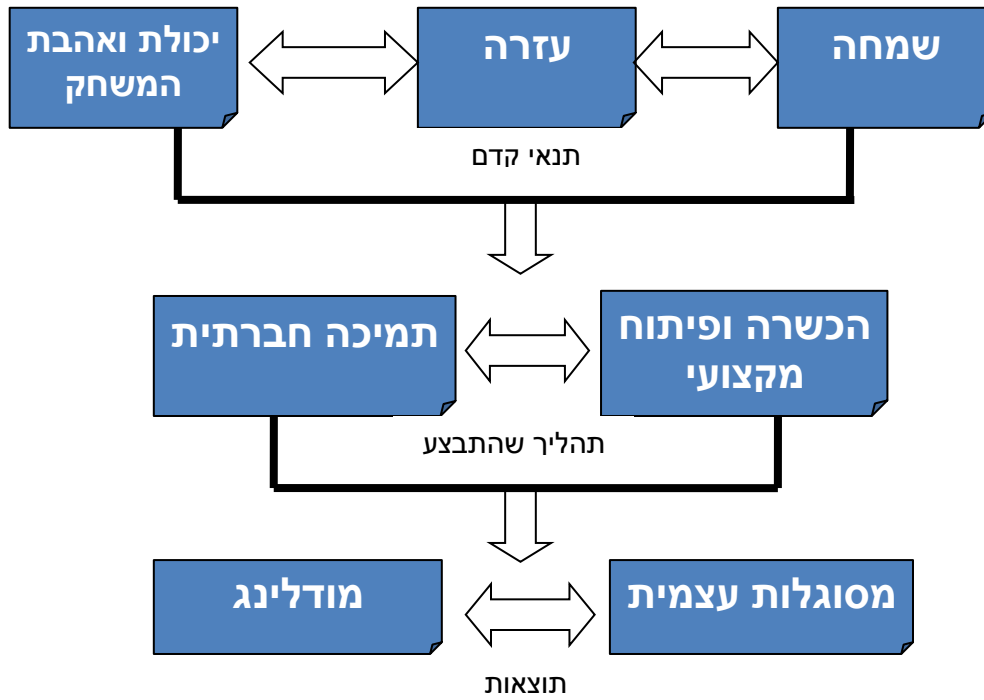 שמחה
עזרה
יכולת ואהבת
המשחק
תנאי קדם
הכשרה ופיתוח
מקצועי
תמיכה חברתית
תהליך שהתבצע
מסוגלות עצמית
מודלינג
תוצאות